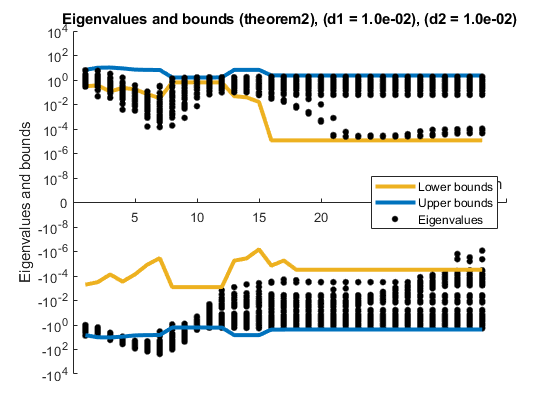 Eigenvalues and bounds (theorem2), (d1 = 1.0e-02), (d2 = 1.0e-02)
10^4
10^2
10^0
10^-2
10^-4
10^-6
10^-8
0
-10^-8
-10^-6
-10^-4
-10^-2
-10^0
-10^2
-10^4
Eigenvalues and bounds
5 10 15 20
n
Lower bounds
Upper bounds
Eigenvalues